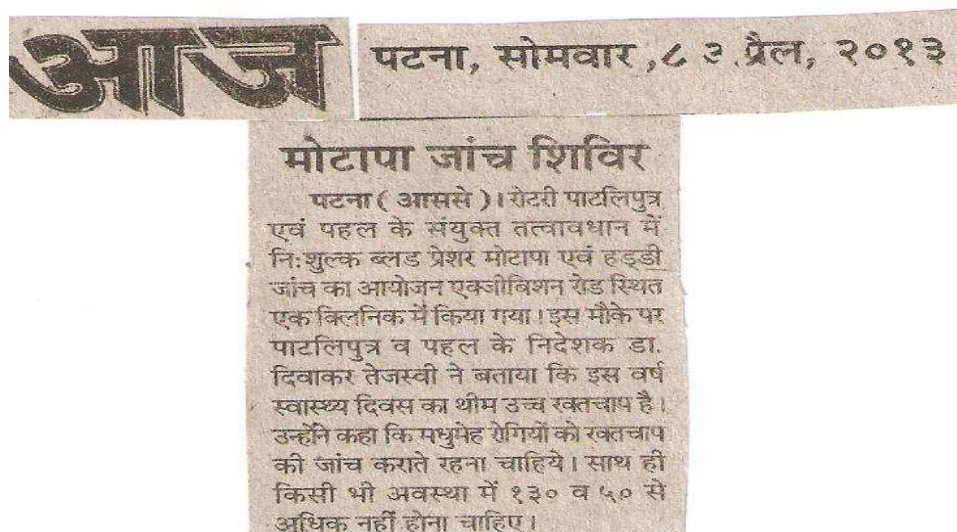 आज
पटना, सोमवार ,८ अप्रैल, २०१३
मोटापा जांच शिविर
पटना ( आससे )। रोटरी पाटलिपुत्र
एवं पहल के संयुक्त तत्वावधान में
नि:शुल्क ब्लड प्रेशर मोटापा एवं हड्डी
जांच का आयोजन एक्जीविशन रोड स्थित
एक क्लिनिक में किया गया। इस मौके पर
पाटलिपुत्र व पहल के निदेशक डा.
दिवाकर तेजस्वी ने बताया कि इस वर्ष
स्वास्थ्य दिवस का थीम उच्च रक्तचाप है।
उन्होंने कहा कि मधुमेह रोगियों को रक्तचाप
की जांच कराते रहना चाहिये। साथ ही
किसी भी अवस्था में १३० व ५० से
अधिक नहीं होना चाहिए।